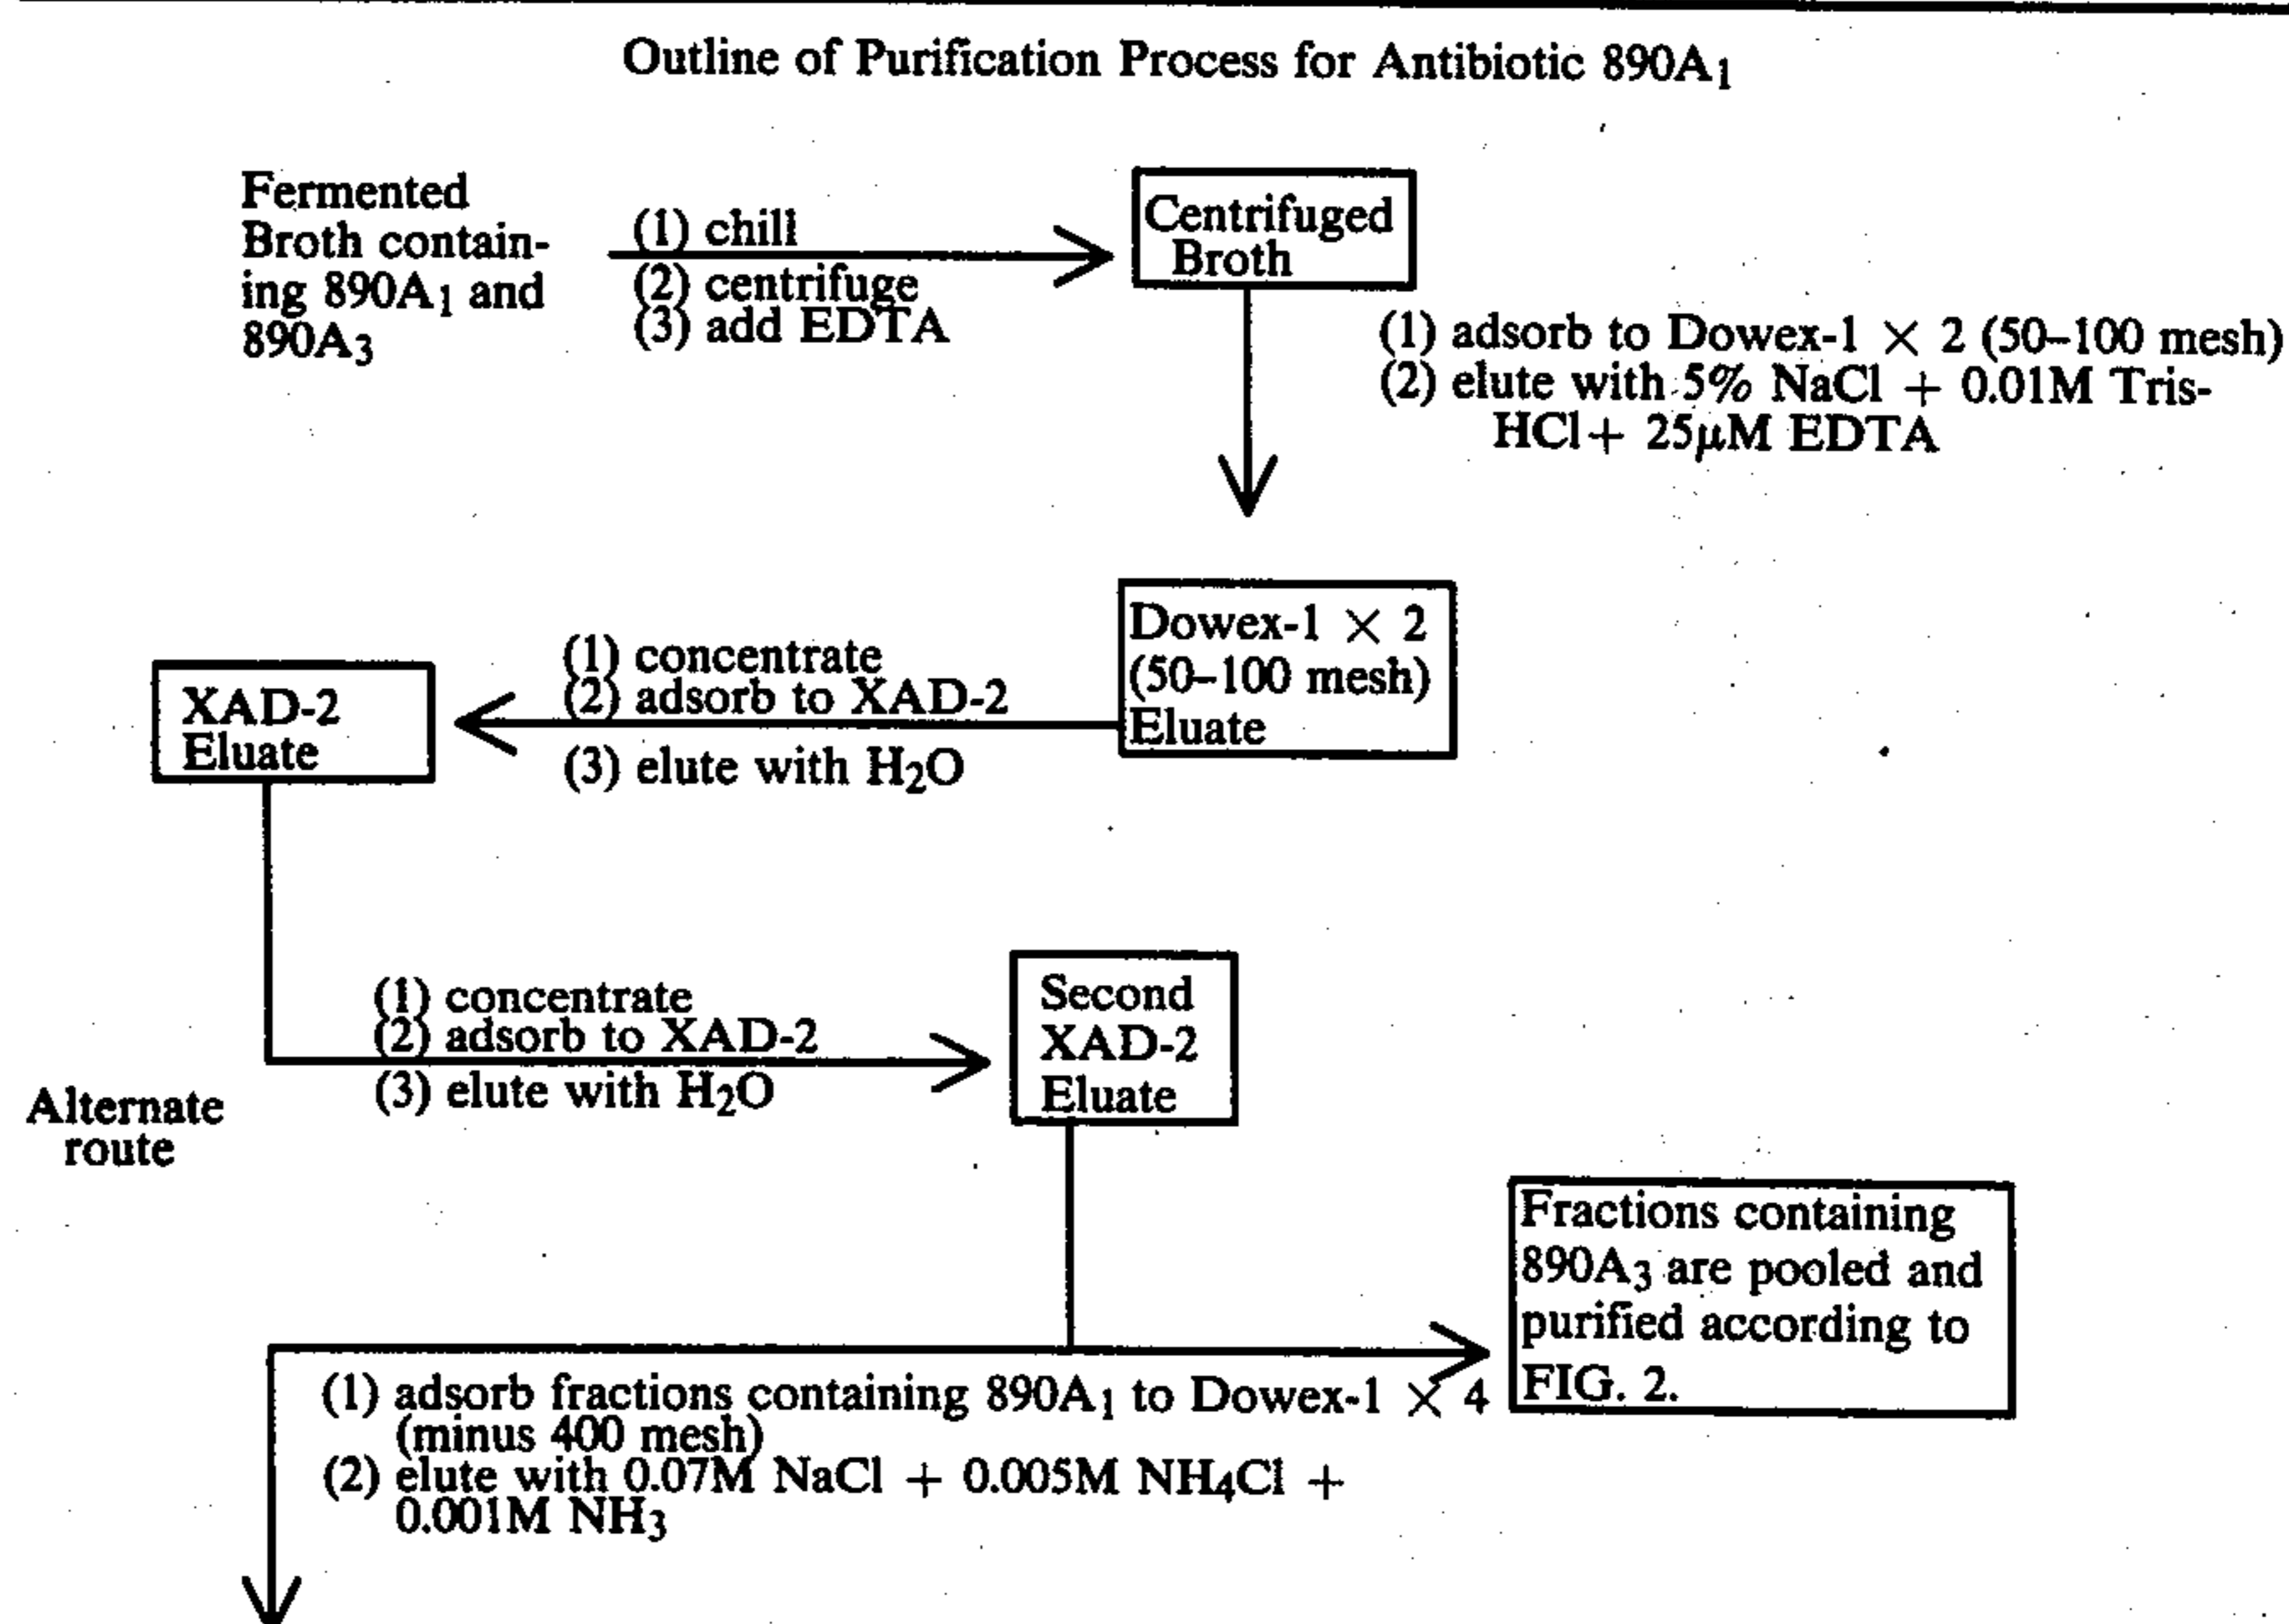 Outline of Purification Process for Antibiotic 890A₁
Fermented
Broth contain-
ing 890A₁ and
890A₃
(1) chill
(2) centrifuge
(3) add EDTA
Centrifuged
Broth
(1) adsorb to Dowex-1 × 2 (50–100 mesh)
(2) elute with 5% NaCl + 0.01M Tris-
HCl + 25μM EDTA
Dowex-1 × 2
(50–100 mesh)
Eluate
(1) concentrate
(2) adsorb to XAD-2
(3) elute with H₂O
XAD-2
Eluate
(1) concentrate
(2) adsorb to XAD-2
(3) elute with H₂O
Second
XAD-2
Eluate
Alternate
route
Fractions containing
890A₃ are pooled and
purified according to
FIG. 2.
(1) adsorb fractions containing 890A₁ to Dowex-1 × 4
(minus 400 mesh)
(2) elute with 0.07M NaCl + 0.005M NH₄Cl +
0.001M NH₃